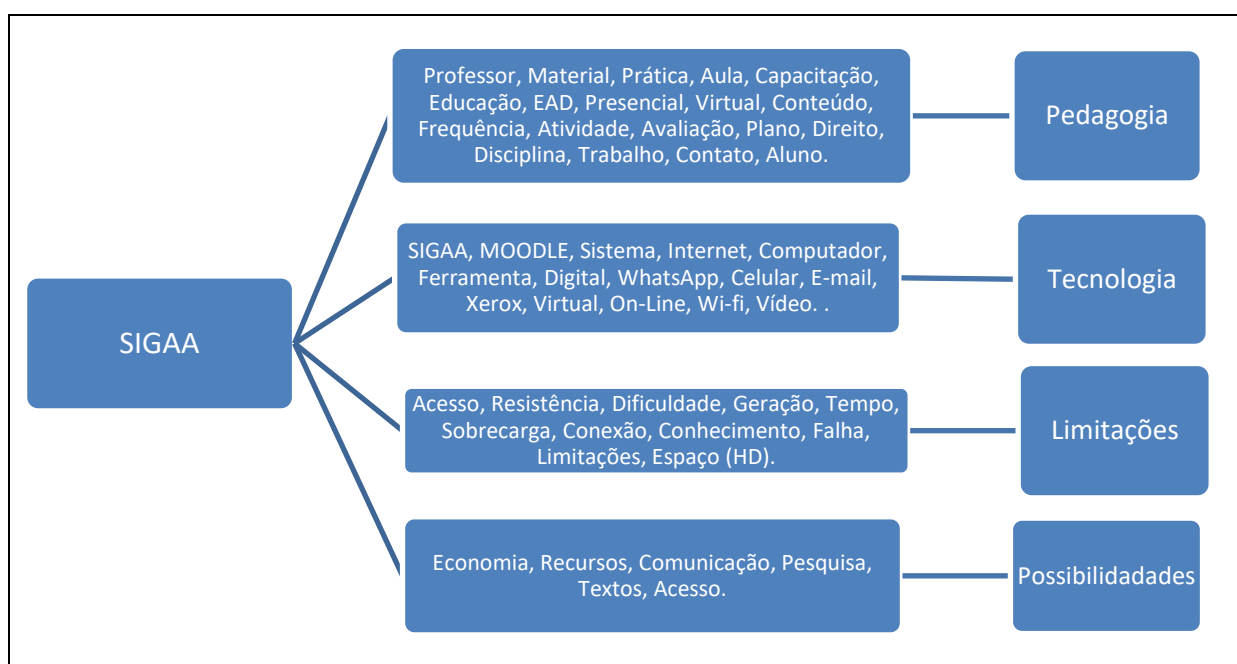 SIGAA
Professor, Material, Prática, Aula, Capacitação,
Educação, EAD, Presencial, Virtual, Conteúdo,
Frequência, Atividade, Avaliação, Plano, Direito,
Disciplina, Trabalho, Contato, Aluno.
Pedagogia
SIGAA, MOODLE, Sistema, Internet, Computador,
Ferramenta, Digital, WhatsApp, Celular, E-mail,
Xerox, Virtual, On-Line, Wi-fi, Vídeo. .
Tecnologia
Acesso, Resistência, Dificuldade, Geração, Tempo,
Sobrecarga, Conexão, Conhecimento, Falha,
Limitações, Espaço (HD).
Limitações
Economia, Recursos, Comunicação, Pesquisa,
Textos, Acesso.
Possibilidadades